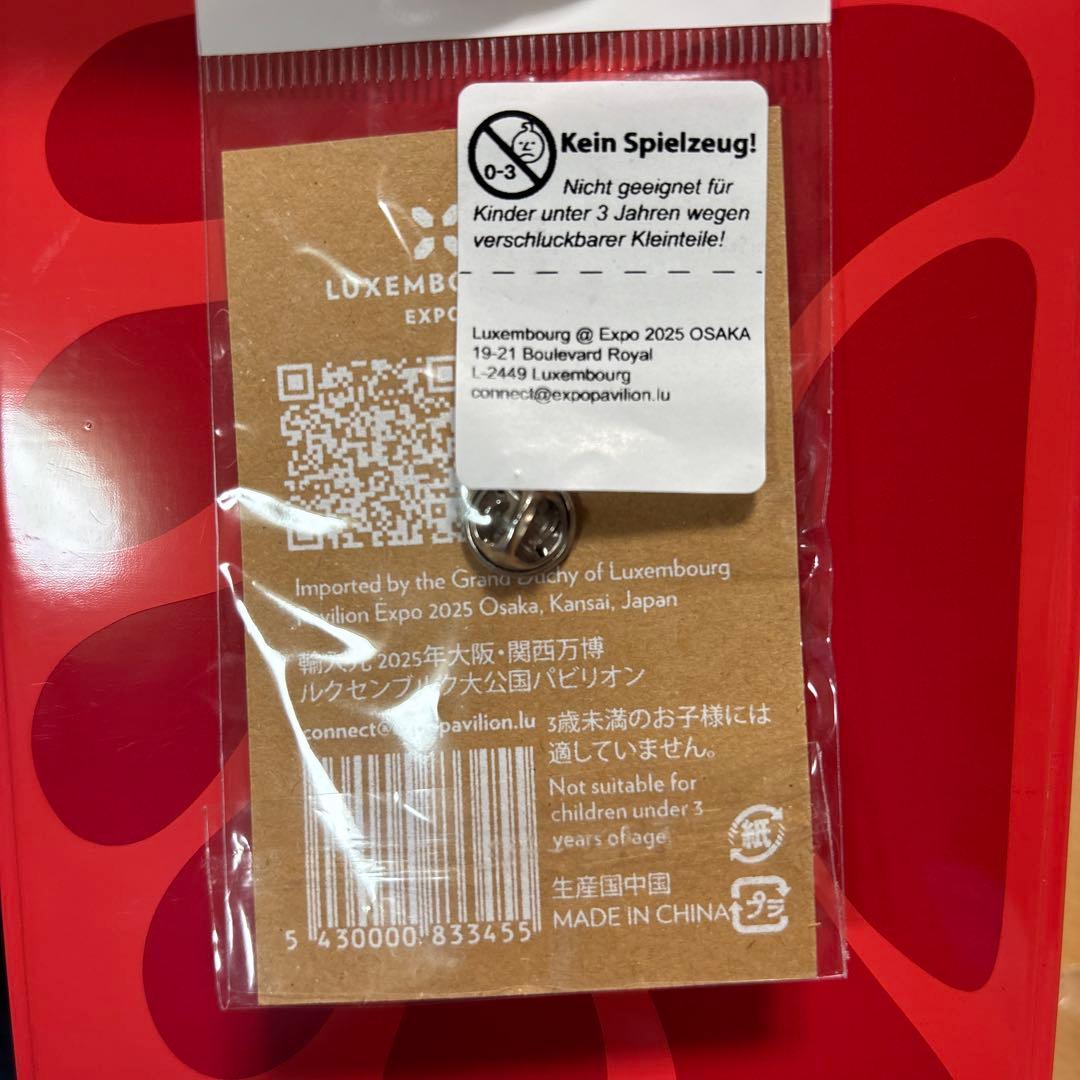 0-3
Kein Spielzeug!
Nicht geeignet für
Kinder unter 3 Jahren wegen
verschluckbarer Kleinteile!
Luxembourg @ Expo 2025 OSAKA
19-21 Boulevard Royal
L-2449 Luxembourg
connect@expopavilion.lu
LUXEMBO
EXPO
Imported by the Grand Duchy of Luxembourg
Pavilion Expo 2025 Osaka, Kansai, Japan
輸入元 2025年大阪・関西万博
ルクセンブルク大公国パビリオン
connect@expopavilion.lu
3歳未満のお子様には
適していません。
Not suitable for
children under 3
years of age
生産国中国
MADE IN CHINA
紙
プラ
5 430000 833455